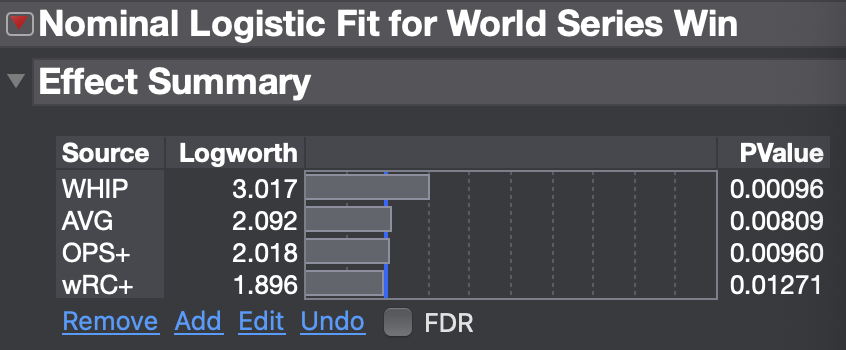 Nominal Logistic Fit for World Series Win
Effect Summary
Source Logworth PValue
WHIP 3.017 0.00096
AVG 2.092 0.00809
OPS+ 2.018 0.00960
wRC+ 1.896 0.01271
Remove Add Edit Undo FDR